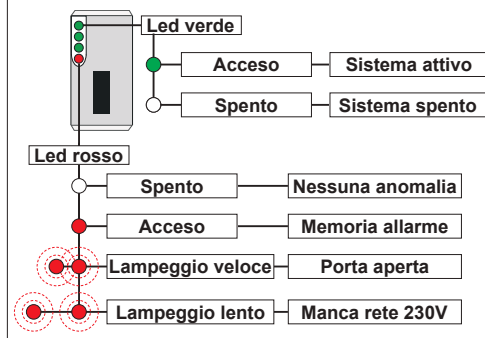 Led verde
Acceso Sistema attivo
Spento Sistema spento
Led rosso
Spento Nessuna anomalia
Acceso Memoria allarme
Lampeggio veloce Porta aperta
Lampeggio lento Manca rete 230V